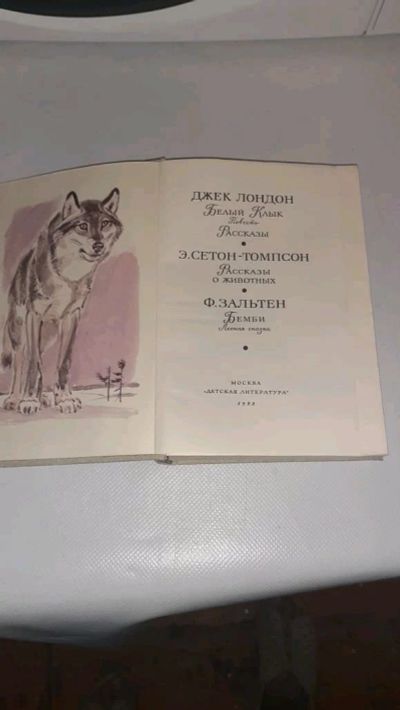 ДЖЕК ЛОНДОН
БЕЛЫЙ КЛЫК
Повесть
РАССКАЗЫ
Э. СЕТОН-ТОМПСОН
РАССКАЗЫ
О ЖИВОТНЫХ
Ф. ЗАЛЬТЕН
БЕМБИ
Лесная сказка
МОСКВА
"ДЕТСКАЯ ЛИТЕРАТУРА"